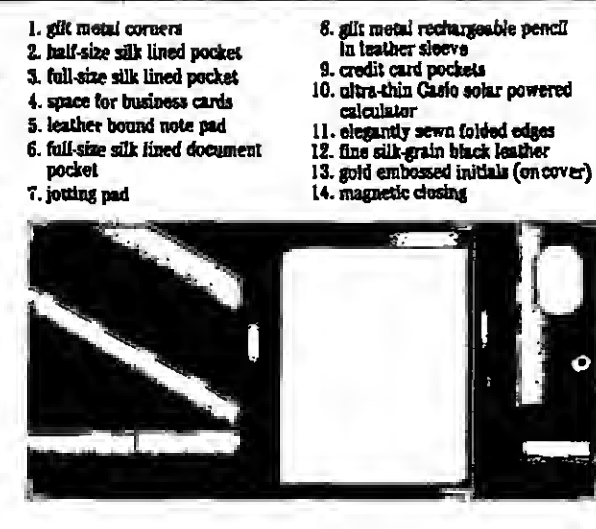 1. gilt metal corners
2. half-size silk lined pocket
3. full-size silk lined pocket
4. space for business cards
5. leather bound note pad
6. full-size silk lined document
pocket
7. jotting pad
8. gilt metal rechargeable pencil
in leather sleeve
9. credit card pockets
10. ultra-thin Casio solar powered
calculator
11. elegantly sewn folded edges
12. fine silk-grain black leather
13. gold embossed initials (on cover)
14. magnetic closing